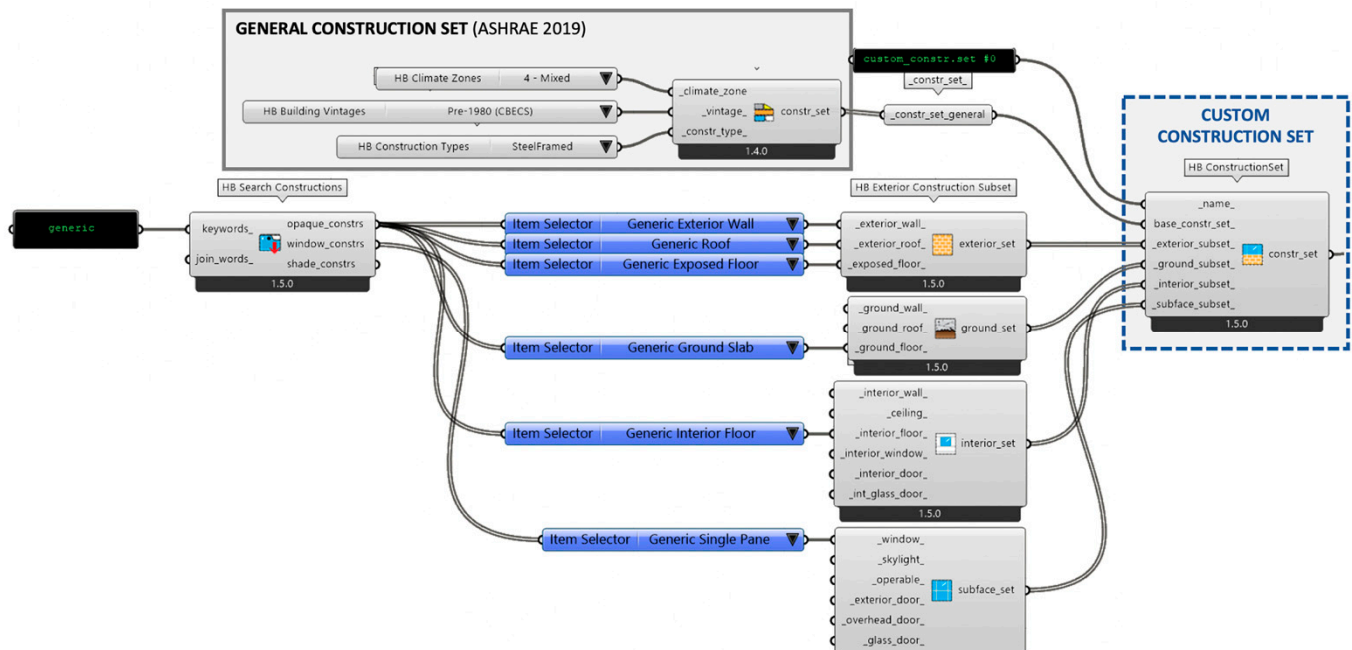 GENERAL CONSTRUCTION SET (ASHRAE 2019)
HB Climate Zones 4 - Mixed
HB Building Vintages Pre-1980 (CBECS)
HB Construction Types SteelFramed
_climate_zone
_vintage_
_constr_type_
constr_set
1.4.0
custom_constr.set #0
_constr_set_
_constr_set_general
CUSTOM
CONSTRUCTION SET
HB ConstructionSet
_name_
base_constr_set_
_exterior_subset_
_ground_subset_
_interior_subset_
_subface_subset_
constr_set
1.5.0
generic
HB Search Constructions
keywords_
join_words_
opaque_constrs
window_constrs
shade_constrs
1.5.0
Item Selector Generic Exterior Wall
Item Selector Generic Roof
Item Selector Generic Exposed Floor
Item Selector Generic Ground Slab
Item Selector Generic Interior Floor
Item Selector Generic Single Pane
HB Exterior Construction Subset
_exterior_wall_
_exterior_roof_
_exposed_floor_
exterior_set
1.5.0
_ground_wall_
_ground_roof_
_ground_floor_
ground_set
1.5.0
_interior_wall_
_ceiling_
_interior_floor_
_interior_window_
_interior_door_
_int_glass_door_
interior_set
1.5.0
_window_
_skylight_
_operable_
_exterior_door_
_overhead_door_
_glass_door_
subface_set